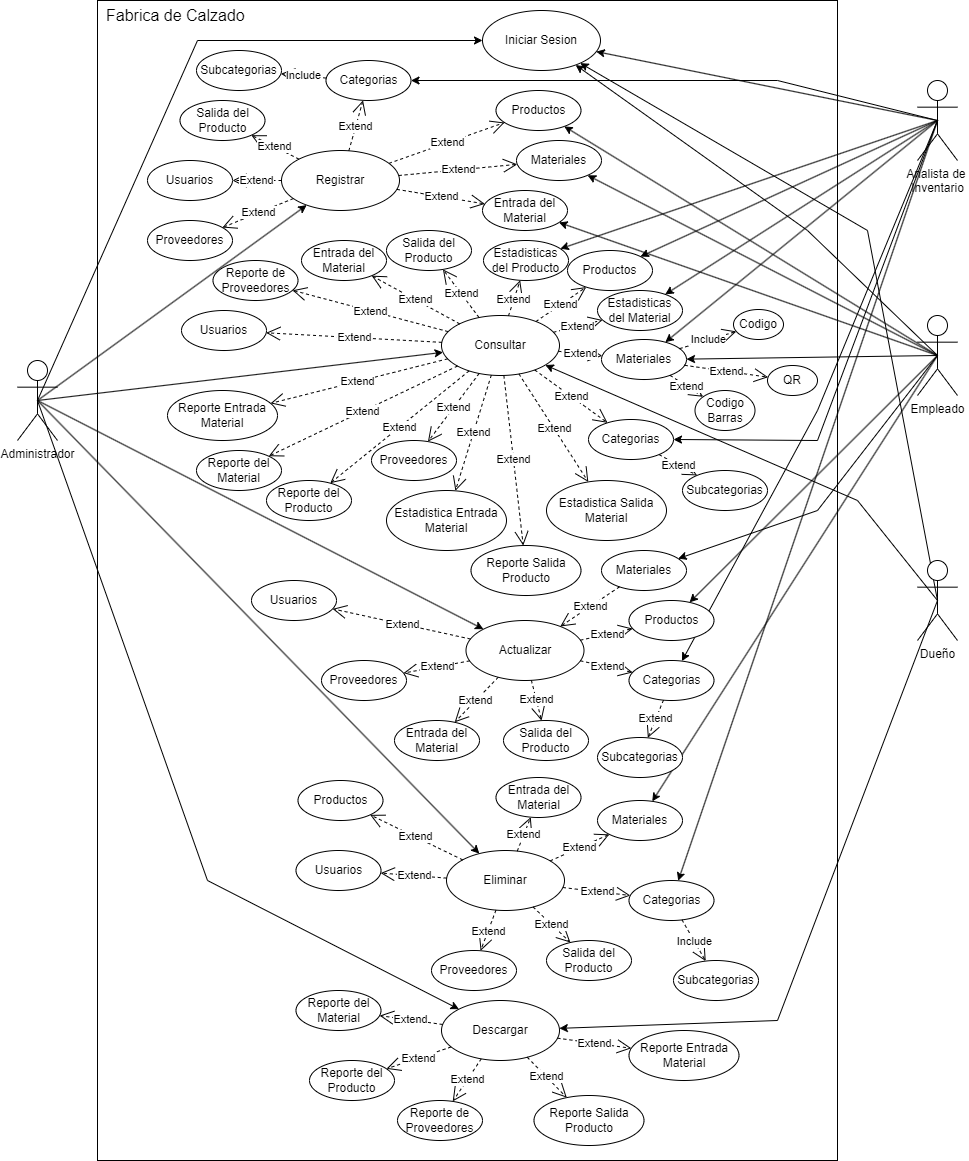 Fabrica de Calzado
Iniciar Sesion
Subcategorias
Include
Categorias
Salida del
Producto
Extend
Extend
Productos
Extend
Materiales
Extend
Usuarios
Extend
Registrar
Entrada del
Material
Extend
Proveedores
Extend
Analista de
Inventario
Entrada del
Material
Salida del
Producto
Estadisticas
del Producto
Productos
Reporte de
Proveedores
Extend
Extend
Extend
Extend
Extend
Estadisticas
del Material
Extend
Usuarios
Extend
Consultar
Extend
Materiales
Include
Codigo
Extend
QR
Extend
Codigo
Barras
Empleado
Administrador
Reporte Entrada
Material
Extend
Reporte del
Material
Extend
Reporte del
Producto
Extend
Proveedores
Extend
Estadistica Entrada
Material
Extend
Reporte Salida
Producto
Extend
Estadistica Salida
Material
Extend
Categorias
Extend
Extend
Subcategorias
Materiales
Extend
Usuarios
Extend
Actualizar
Productos
Extend
Proveedores
Extend
Categorias
Extend
Extend
Subcategorias
Entrada del
Material
Extend
Salida del
Producto
Extend
Dueño
Productos
Extend
Entrada del
Material
Extend
Materiales
Extend
Usuarios
Extend
Eliminar
Categorias
Extend
Include
Subcategorias
Proveedores
Extend
Salida del
Producto
Extend
Reporte del
Material
Extend
Descargar
Reporte Entrada
Material
Extend
Reporte del
Producto
Extend
Reporte de
Proveedores
Extend
Reporte Salida
Producto
Extend